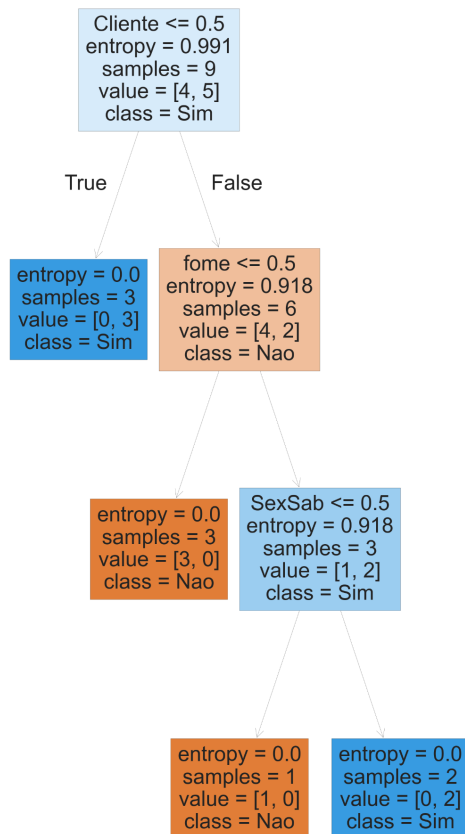 Cliente <= 0.5
entropy = 0.991
samples = 9
value = [4, 5]
class = Sim
True
False
entropy = 0.0
samples = 3
value = [0, 3]
class = Sim
fome <= 0.5
entropy = 0.918
samples = 6
value = [4, 2]
class = Nao
entropy = 0.0
samples = 3
value = [3, 0]
class = Nao
SexSab <= 0.5
entropy = 0.918
samples = 3
value = [1, 2]
class = Sim
entropy = 0.0
samples = 1
value = [1, 0]
class = Nao
entropy = 0.0
samples = 2
value = [0, 2]
class = Sim